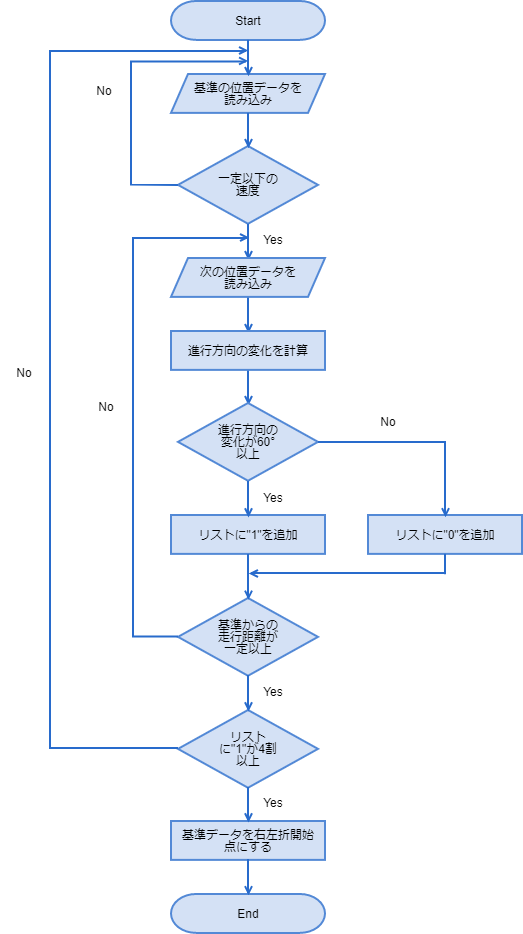 Start
基準の位置データを
読み込み
No
一定以下の
速度
Yes
次の位置データを
読み込み
進行方向の変化を計算
No
No
進行方向の
変化が60°
以上
No
Yes
リストに"1"を追加
リストに"0"を追加
基準からの
走行距離が
一定以上
Yes
リスト
に"1"が4割
以上
Yes
基準データを右左折開始
点にする
End